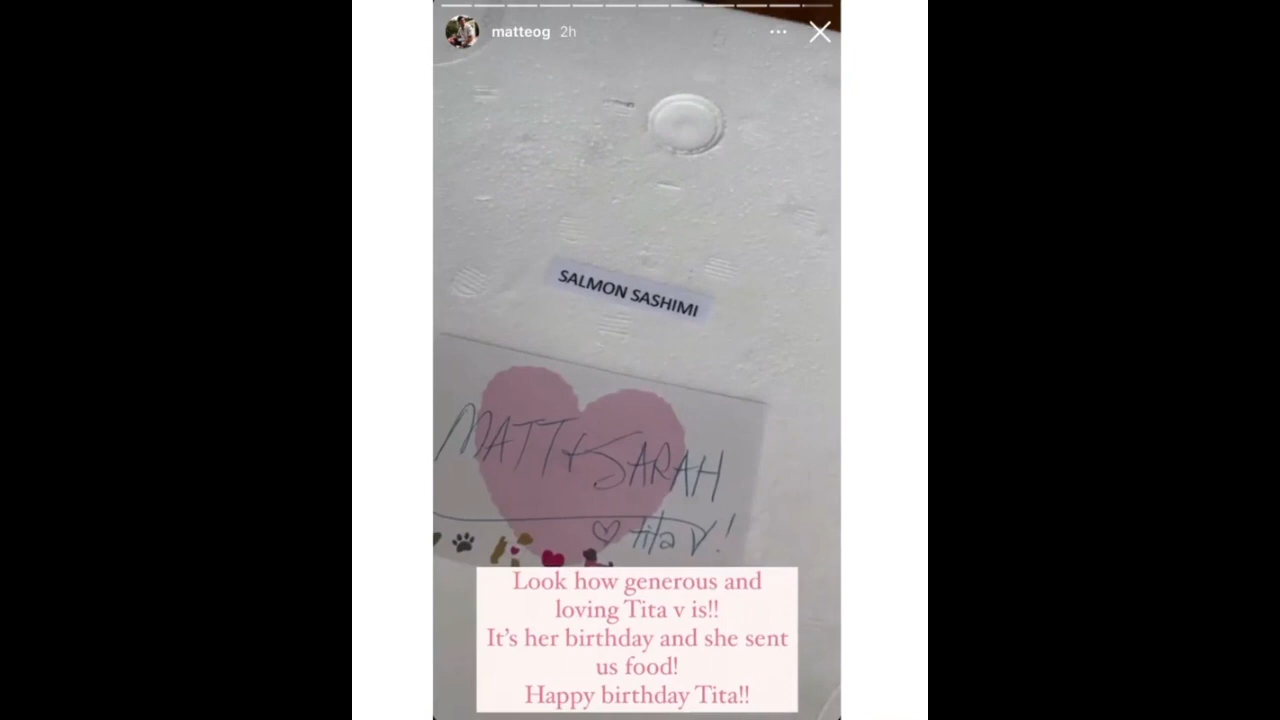 matteog 2h
SALMON SASHIMI
MATT + SARAH
♡ tita V!
Look how generous and
loving Tita v is!!
It's her birthday and she sent
us food!
Happy birthday Tita!!